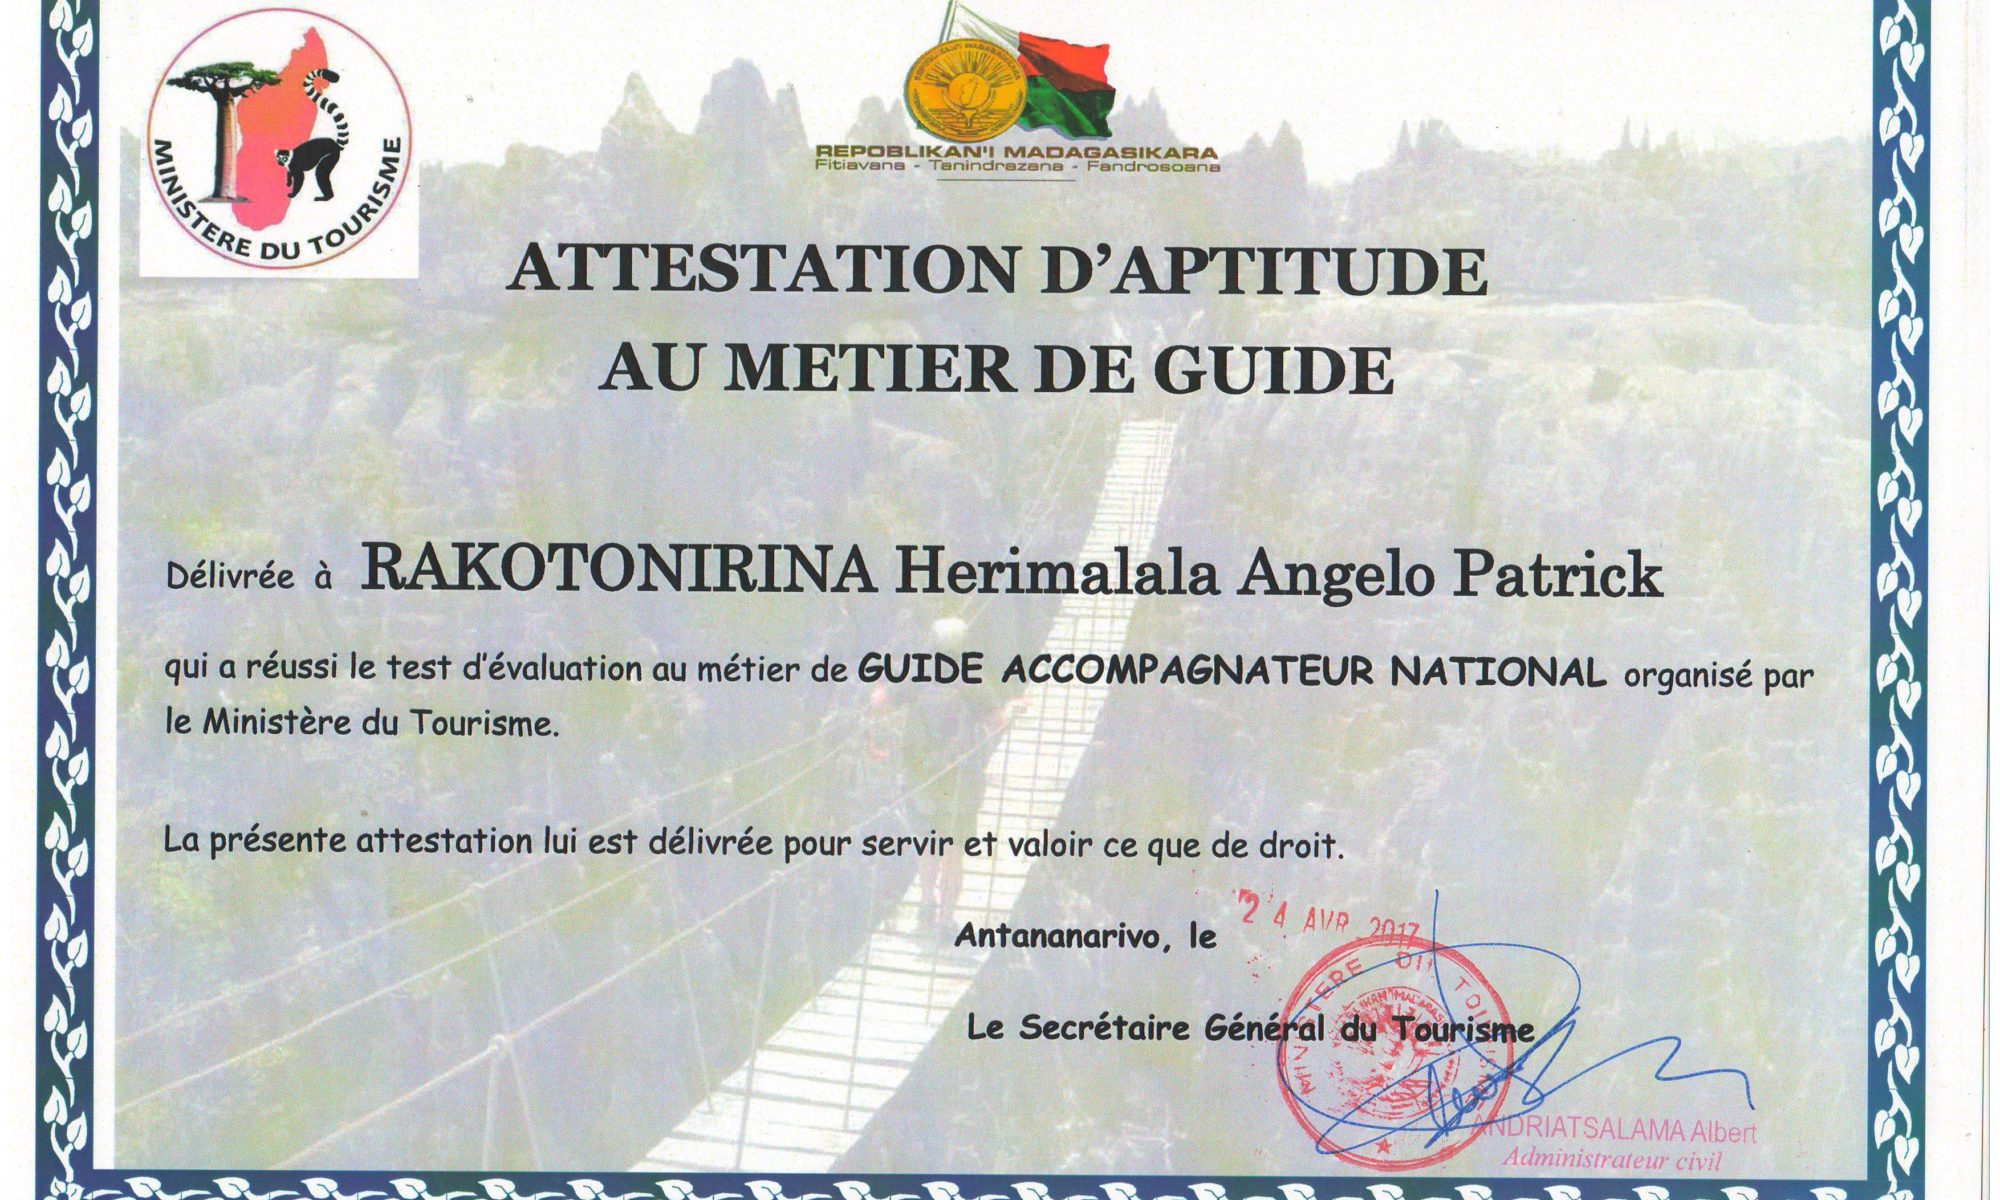 MINISTERE DU TOURISME
REPOBLIKAN'I MADAGASIKARA
Fitiavana - Tanindrazana - Fandrosoana
ATTESTATION D'APTITUDE
AU METIER DE GUIDE
Délivrée à RAKOTONIRINA Herimalala Angelo Patrick
qui a réussi le test d'évaluation au métier de GUIDE ACCOMPAGNATEUR NATIONAL organisé par
le Ministère du Tourisme.
La présente attestation lui est délivrée pour servir et valoir ce que de droit.
Antananarivo, le 24 AVR 2017
MINISTERE DU
Le Secrétaire Général du Tourisme
ANDRIATSALAMA Albert
Administrateur civil